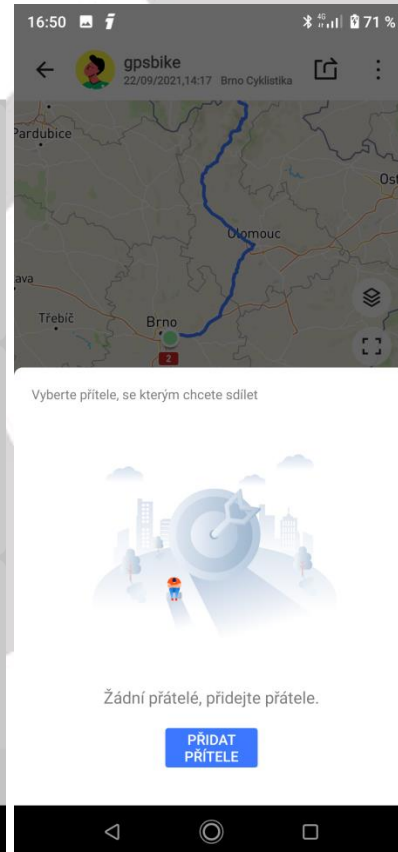 16:50 71 %
gpsbike
22/09/2021,14:17 Brno Cyklistika
Pardubice
Ost
Olomouc
ava
Třebíč
Brno
2
Vyberte přítele, se kterým chcete sdílet
Žádní přátelé, přidejte přátele.
PŘIDAT
PŘÍTELE